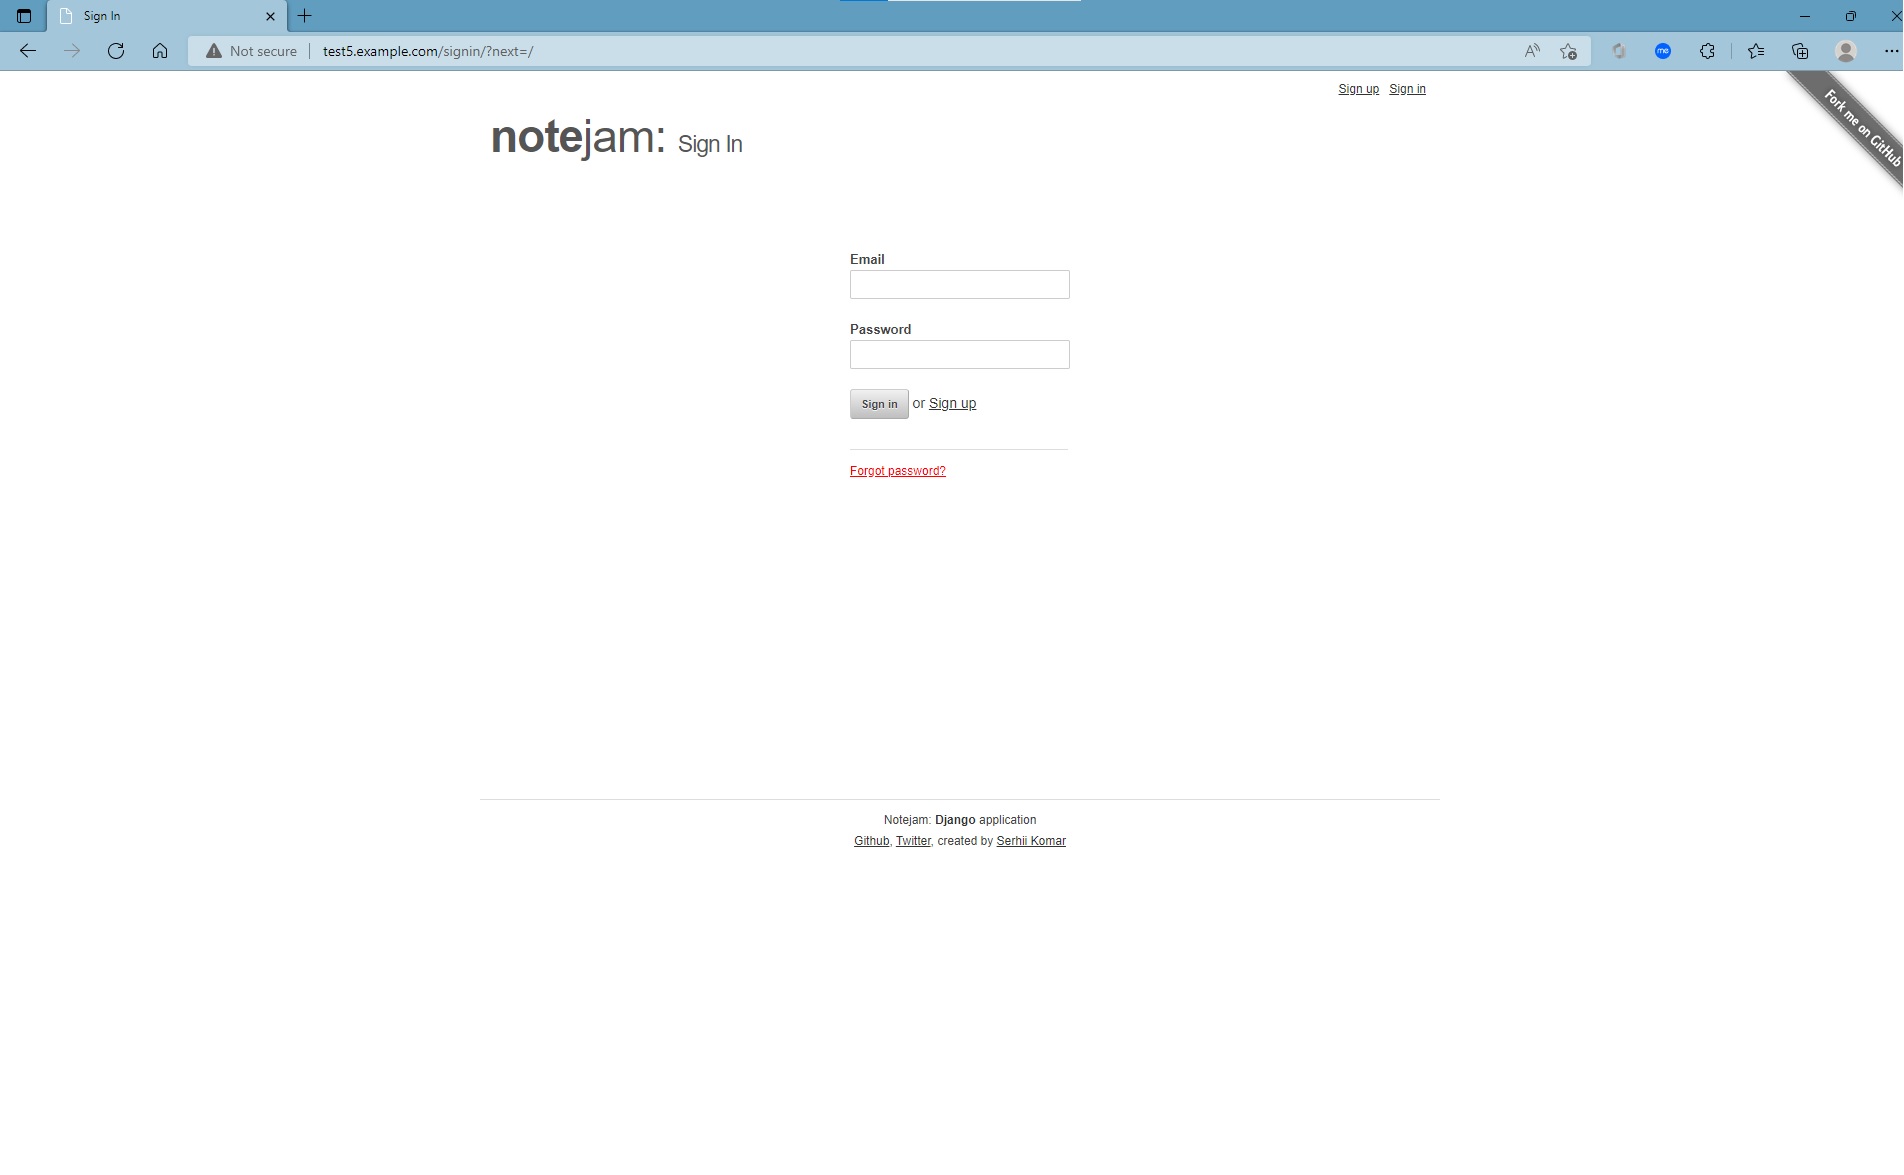 Sign In
Not secure test5.example.com/signin/?next=/
Sign up Sign in
Fork me on GitHub
notejam: Sign In
Email
Password
Sign in or Sign up
Forgot password?
Notejam: Django application
Github, Twitter, created by Serhii Komar